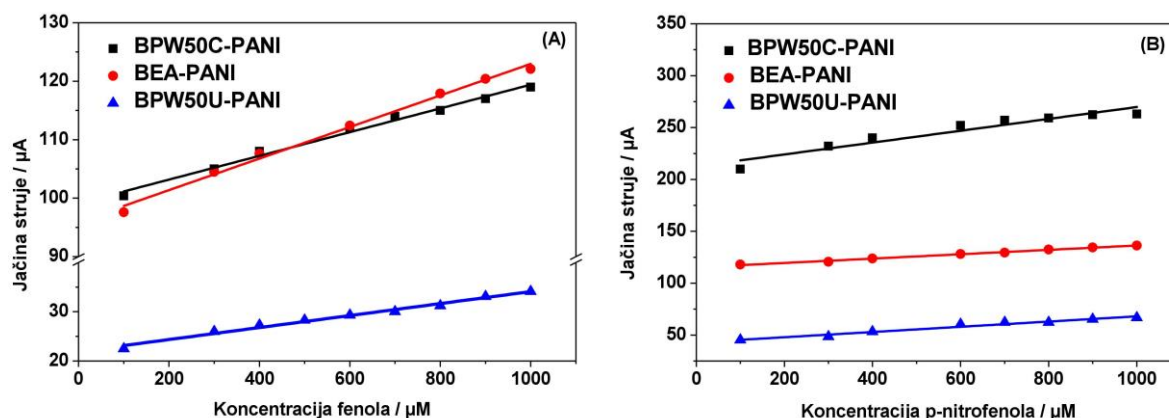 (A)
BPW50C-PANI
BEA-PANI
BPW50U-PANI
Jačina struje / µA
130
120
110
100
90
30
20
0
200
400
600
800
1000
Koncentracija fenola / µM
(B)
BPW50C-PANI
BEA-PANI
BPW50U-PANI
Jačina struje / µA
350
300
250
200
150
100
50
0
200
400
600
800
1000
Koncentracija p-nitrofenola / µM